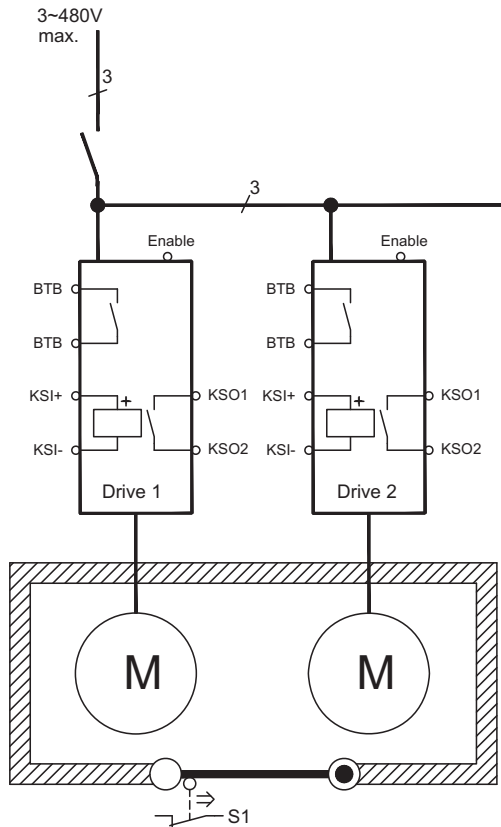 3~480V
max.
3
3
Enable
Enable
BTB
BTB
BTB
BTB
KSI+
+
KSO1
KSI+
+
KSO1
KSI-
KSO2
KSI-
KSO2
Drive 1
Drive 2
M
M
S1